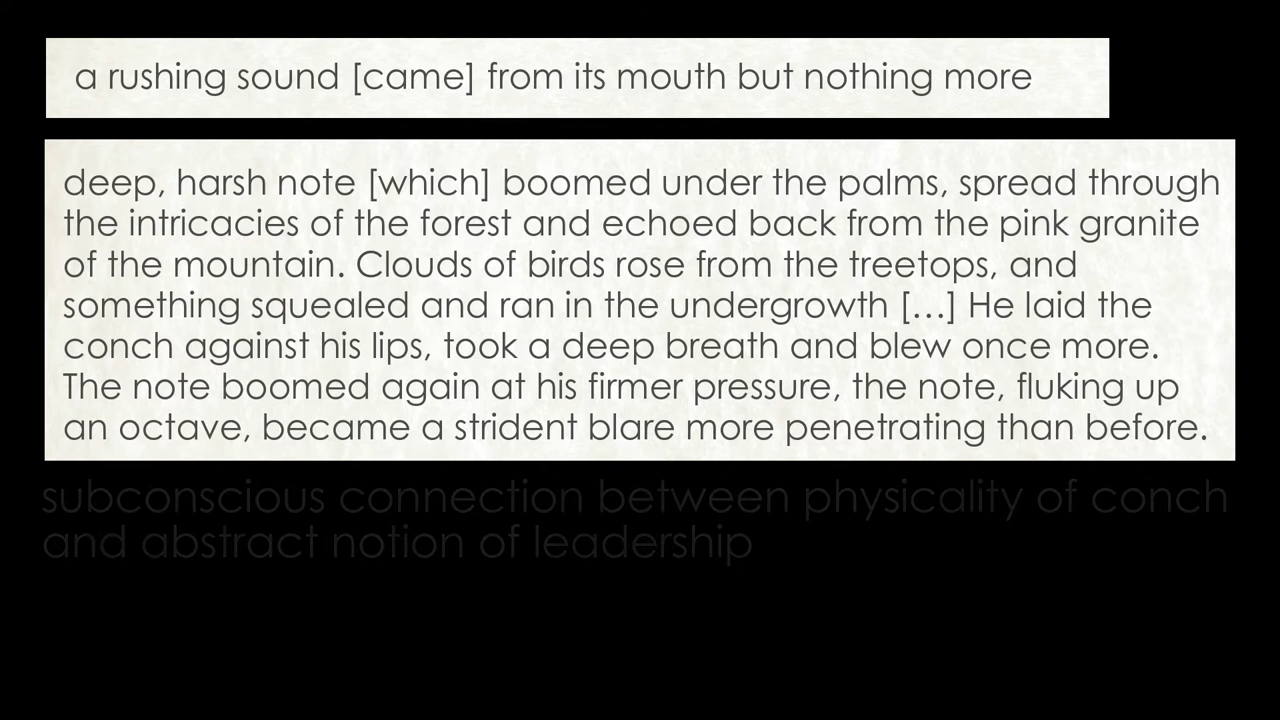 a rushing sound [came] from its mouth but nothing more
deep, harsh note [which] boomed under the palms, spread through
the intricacies of the forest and echoed back from the pink granite
of the mountain. Clouds of birds rose from the treetops, and
something squealed and ran in the undergrowth […] He laid the
conch against his lips, took a deep breath and blew once more.
The note boomed again at his firmer pressure, the note, fluking up
an octave, became a strident blare more penetrating than before.
subconscious connection between physicality of conch
and abstract notion of leadership